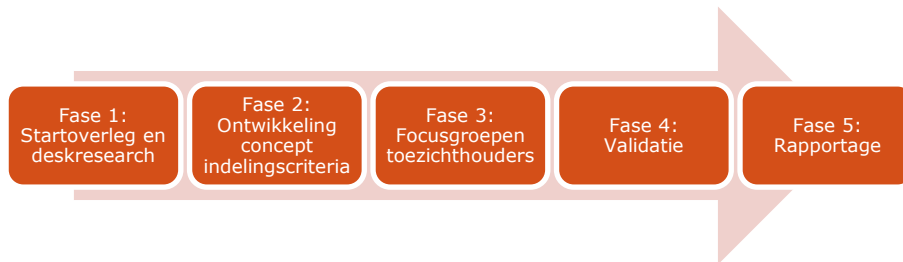 Fase 1:
Startoverleg en
deskresearch
Fase 2:
Ontwikkeling
concept
indelingscriteria
Fase 3:
Focusgroepen
toezichthouders
Fase 4:
Validatie
Fase 5:
Rapportage